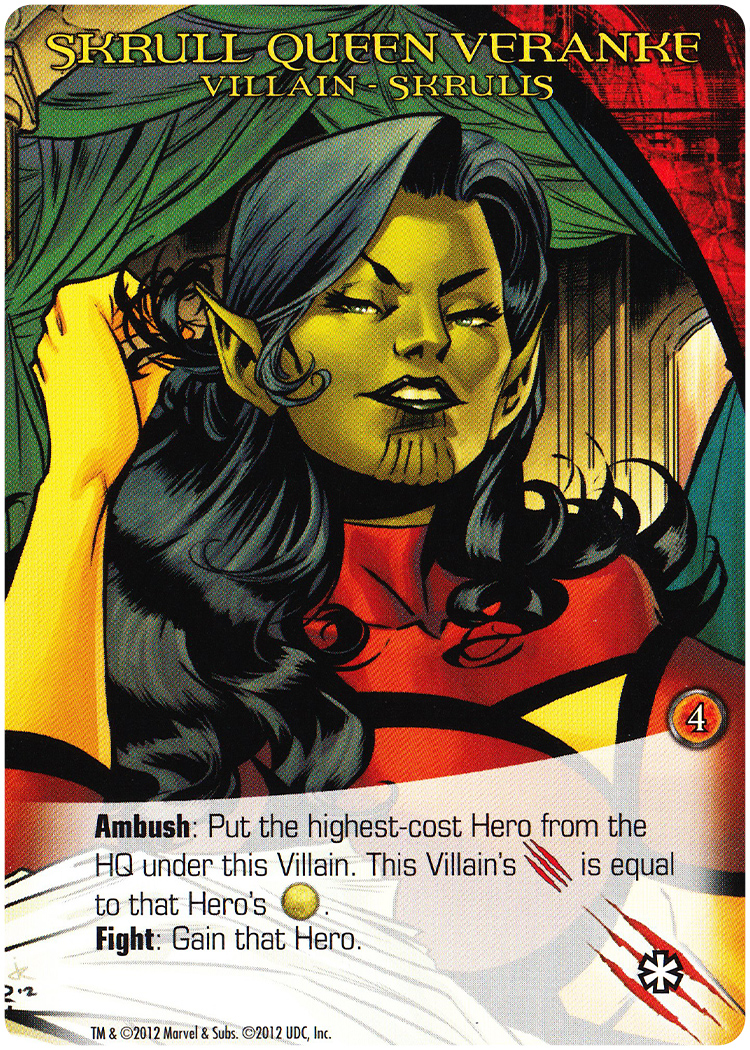 SKRULL QUEEN VERANKE
VILLAIN - SKRULLS
4
Ambush: Put the highest-cost Hero from the
HQ under this Villain. This Villain's is equal
to that Hero's .
Fight: Gain that Hero.
*
TM & ©2012 Marvel & Subs. ©2012 UDC, Inc.